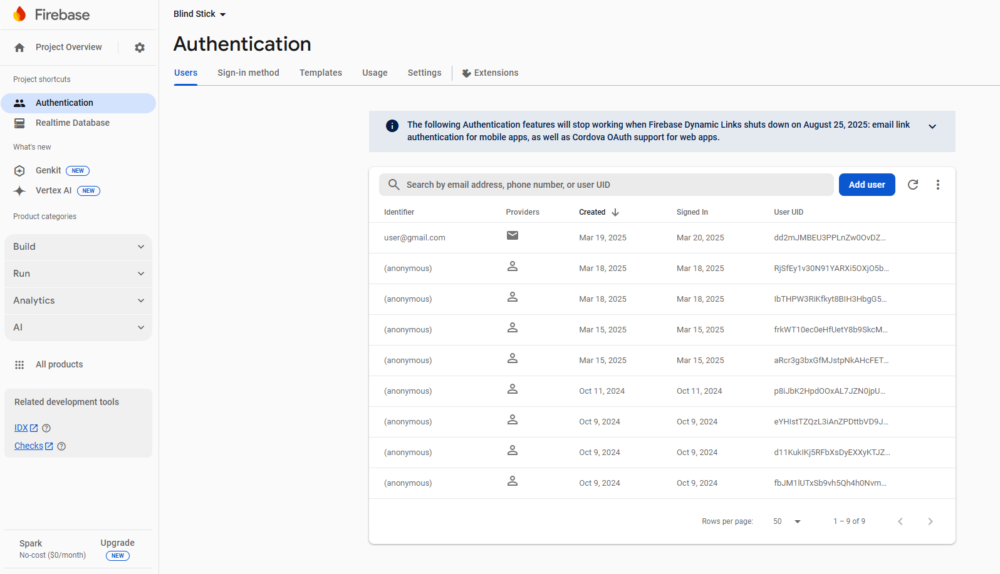 Firebase
Project Overview
Project shortcuts
Authentication
Realtime Database
What's new
Genkit NEW
Vertex AI NEW
Product categories
Build
Run
Analytics
AI
All products
Related development tools
IDX
Checks
Spark
No-cost ($0/month)
Upgrade
NEW
Blind Stick
Authentication
Users Sign-in method Templates Usage Settings Extensions
The following Authentication features will stop working when Firebase Dynamic Links shuts down on August 25, 2025: email link
authentication for mobile apps, as well as Cordova OAuth support for web apps.
Search by email address, phone number, or user UID Add user
Identifier Providers Created Signed In User UID
user@gmail.com Mar 19, 2025 Mar 20, 2025 dd2mJMBEU3PPLnZw0OvDZ...
(anonymous) Mar 18, 2025 Mar 18, 2025 RjSfEy1v30N91YARXi5OXjO5b...
(anonymous) Mar 18, 2025 Mar 18, 2025 IbTHPW3RiKfkyt8BIH3HbgG5...
(anonymous) Mar 15, 2025 Mar 15, 2025 frkWT10ec0eHfUetY8b9SkcM...
(anonymous) Mar 15, 2025 Mar 15, 2025 aRcr3g3bxGfMJstpNkAHcFET...
(anonymous) Oct 11, 2024 Oct 11, 2024 p8iJbK2HpdOOxAL7JZN0jpU...
(anonymous) Oct 9, 2024 Oct 9, 2024 eYHIstTZQzL3iAnZPDttbVD9J...
(anonymous) Oct 9, 2024 Oct 9, 2024 d11KukIKj5RFbXsDyEXXyKTJZ...
(anonymous) Oct 9, 2024 Oct 9, 2024 fbJM1lUTxSb9vh5Qh4h0Nvm...
Rows per page: 50 1 – 9 of 9